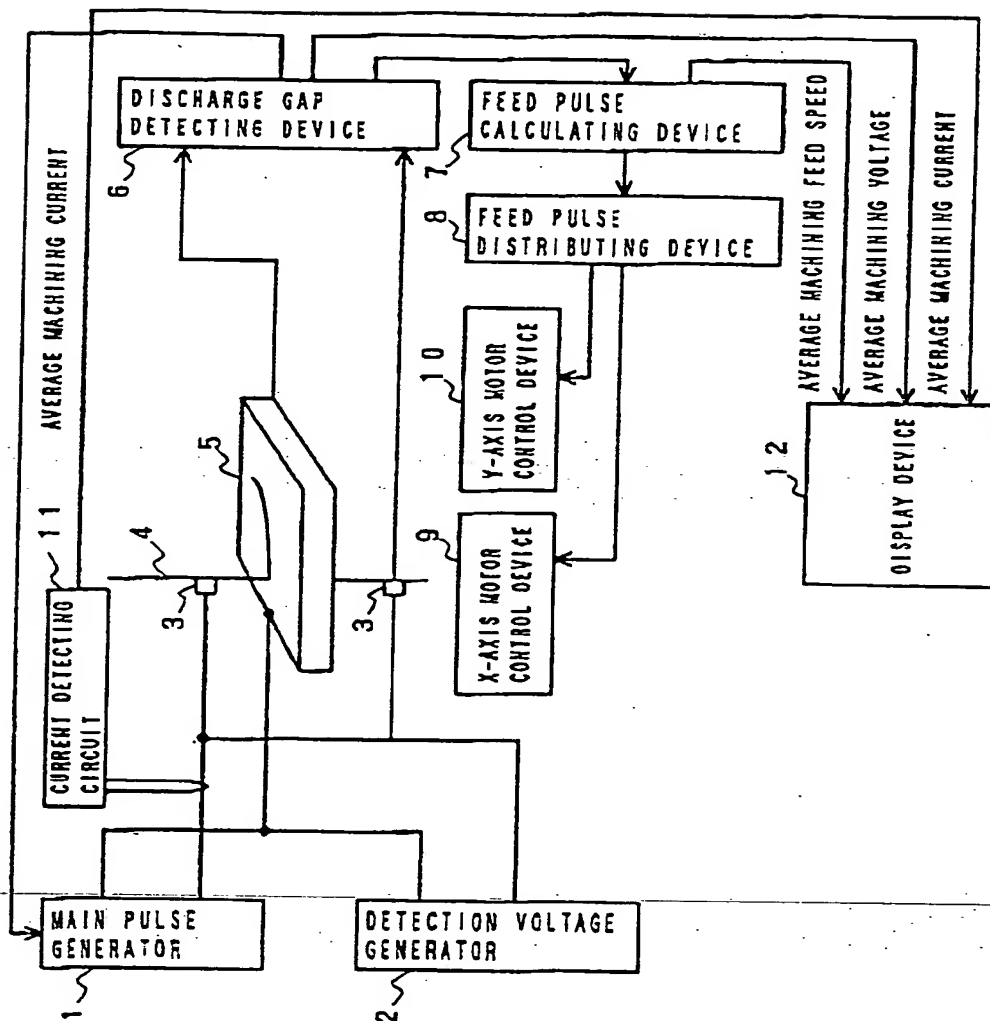 1
MAIN PULSE
GENERATOR
2
DETECTION VOLTAGE
GENERATOR
11
CURRENT DETECTING
CIRCUIT
AVERAGE MACHINING CURRENT
3
4
5
3
6
DISCHARGE GAP
DETECTING DEVICE
7
FEED PULSE
CALCULATING DEVICE
8
FEED PULSE
DISTRIBUTING DEVICE
9
X-AXIS MOTOR
CONTROL DEVICE
10
Y-AXIS MOTOR
CONTROL DEVICE
AVERAGE MACHINING FEED SPEED
AVERAGE MACHINING VOLTAGE
AVERAGE MACHINING CURRENT
12
DISPLAY DEVICE